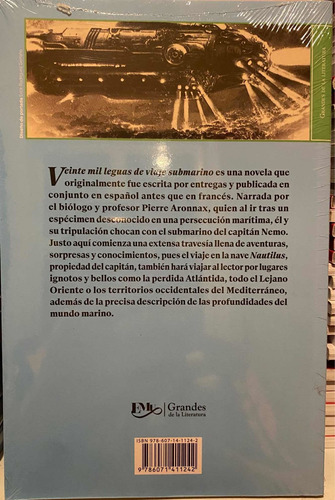 Veinte mil leguas de viaje submarino es una novela que
originalmente fue escrita por entregas y publicada en
conjunto en español antes que en francés. Narrada por
el biólogo y profesor Pierre Aronnax, quien al ir tras un
espécimen desconocido en una persecución marítima, él y
su tripulación chocan con el submarino del capitán Nemo.
Justo aquí comienza una extensa travesía llena de aventuras,
sorpresas y conocimientos, pues el viaje en la nave Nautilus,
propiedad del capitán, también hará viajar al lector por lugares
ignotos y bellos como la perdida Atlántida, todo el Lejano
Oriente o los territorios occidentales del Mediterráneo,
además de la precisa descripción de las profundidades del
mundo marino.
EMU
Grandes
de la Literatura
ISBN 978-607-14-1124-2
9 786071 411242